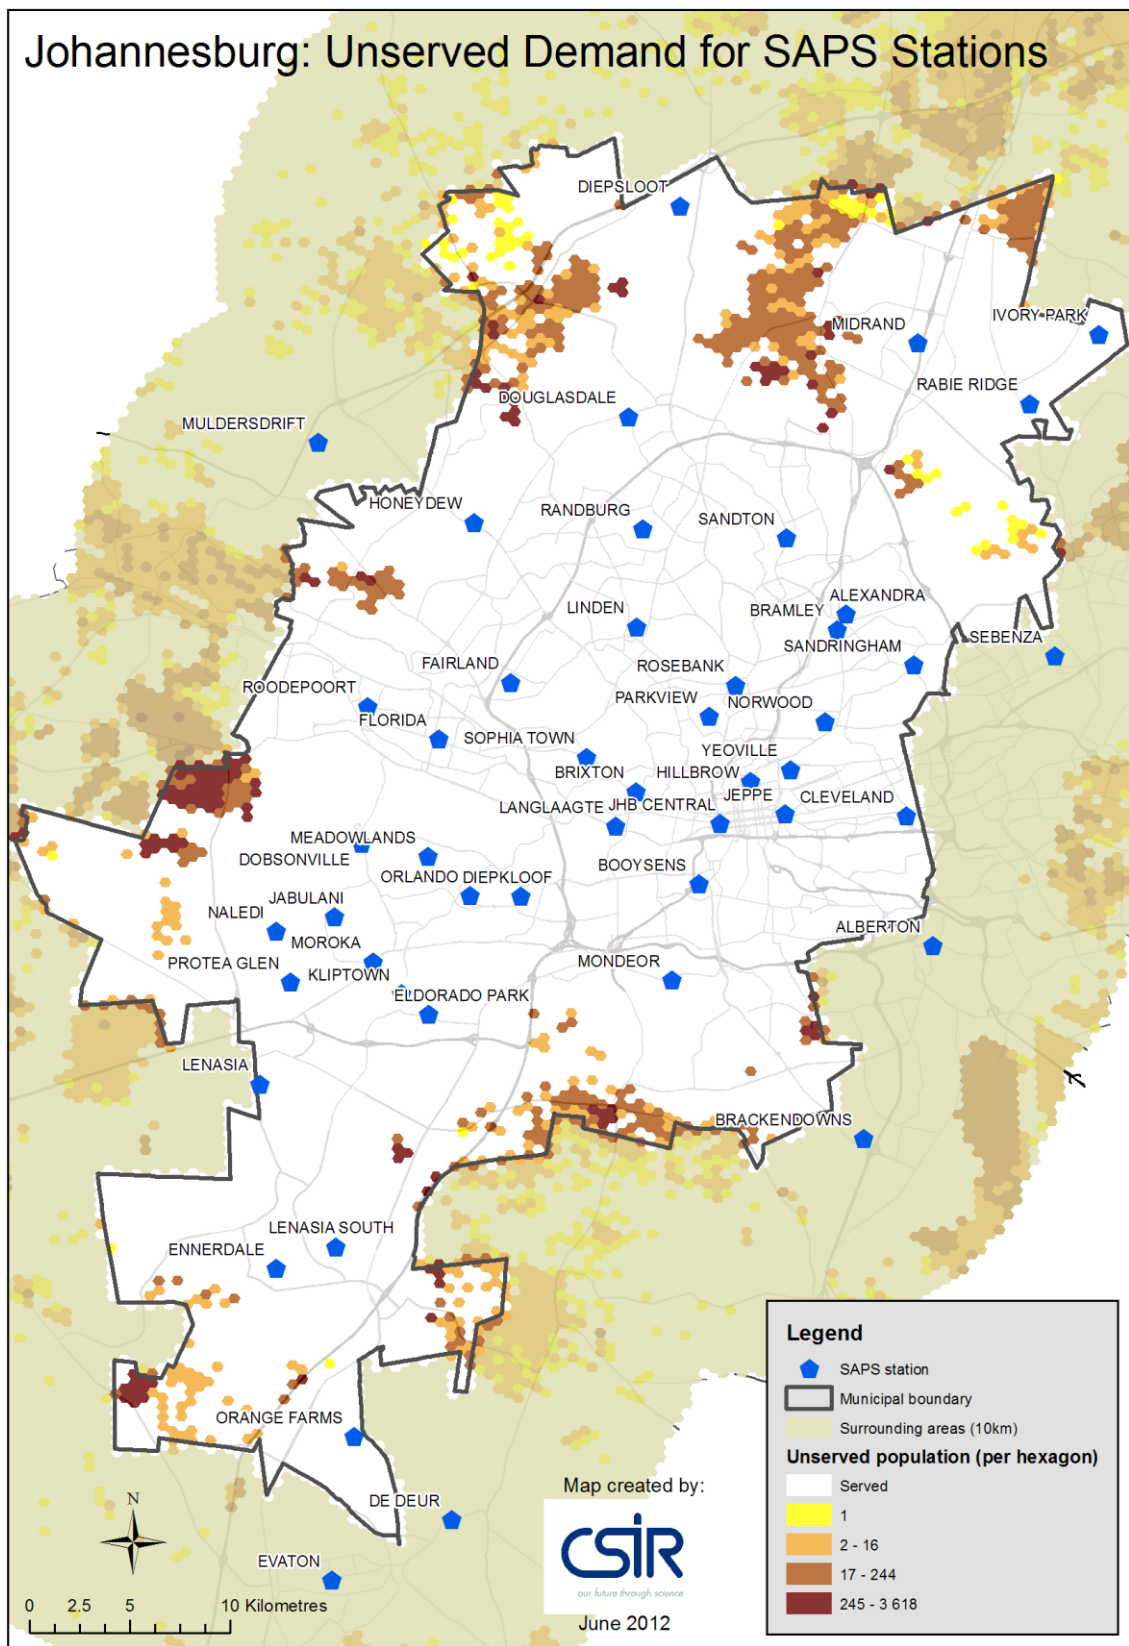 Johannesburg: Unserved Demand for SAPS Stations
DIEPSLOOT
IVORY PARK
MIDRAND
RABIE RIDGE
DOUGLASDALE
MULDERSDRIFT
HONEYDEW
RANDBURG
SANDTON
ALEXANDRA
BRAMLEY
LINDEN
SEBENZA
SANDRINGHAM
FAIRLAND
ROSEBANK
ROODEPOORT
PARKVIEW
NORWOOD
FLORIDA
SOPHIA TOWN
YEOVILLE
BRIXTON
HILLBROW
JEPPE
CLEVELAND
LANGLAAGTE
JHB CENTRAL
MEADOWLANDS
DOBSONVILLE
BOOYSENS
ORLANDO
DIEPKLOOF
JABULANI
NALEDI
ALBERTON
MOROKA
PROTEA GLEN
KLIPTOWN
MONDEOR
ELDORADO PARK
LENASIA
BRACKENDOWNS
LENASIA SOUTH
ENNERDALE
ORANGE FARMS
DE DEUR
EVATON
N
0 2.5 5 10 Kilometres
Map created by:
CSIR
our future through science
June 2012
Legend
SAPS station
Municipal boundary
Surrounding areas (10km)
Unserved population (per hexagon)
Served
1
2 - 16
17 - 244
245 - 3 618